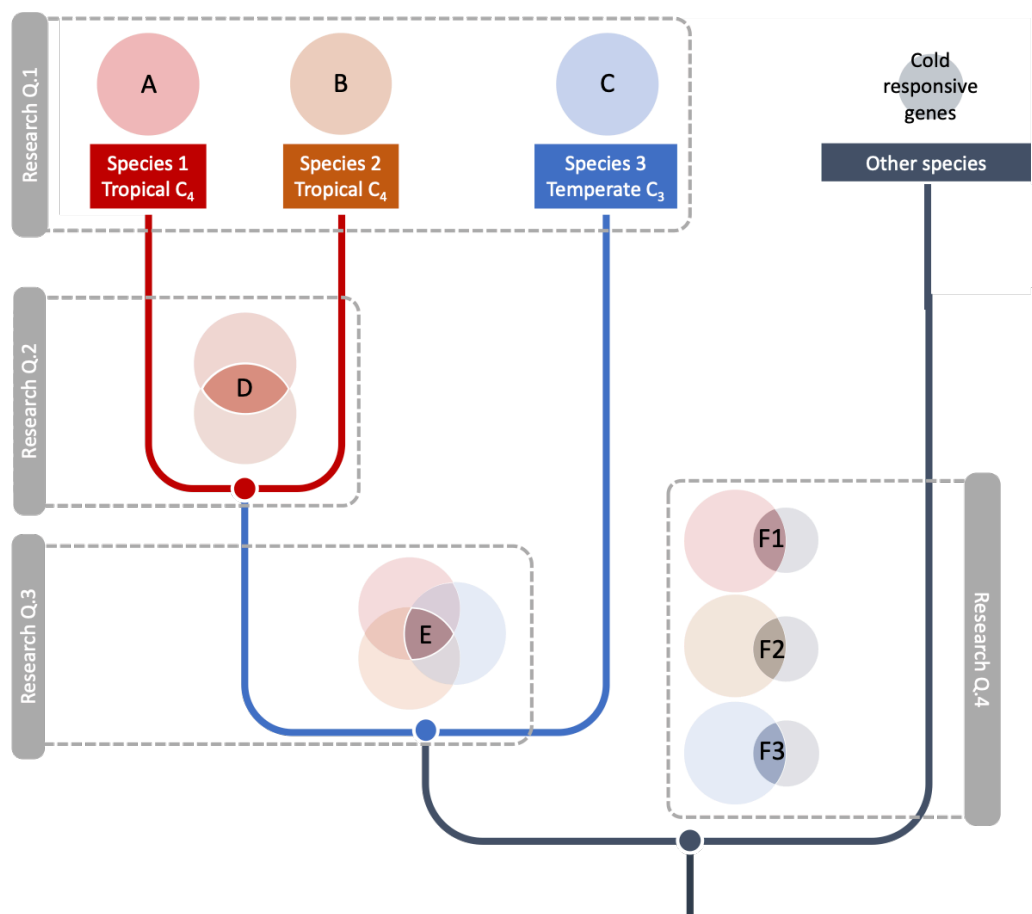 Research Q.1
A
B
C
Cold
responsive
genes
Species 1
Tropical C₄
Species 2
Tropical C₄
Species 3
Temperate C₃
Other species
Research Q.2
D
Research Q.3
E
F1
F2
F3
Research Q.4